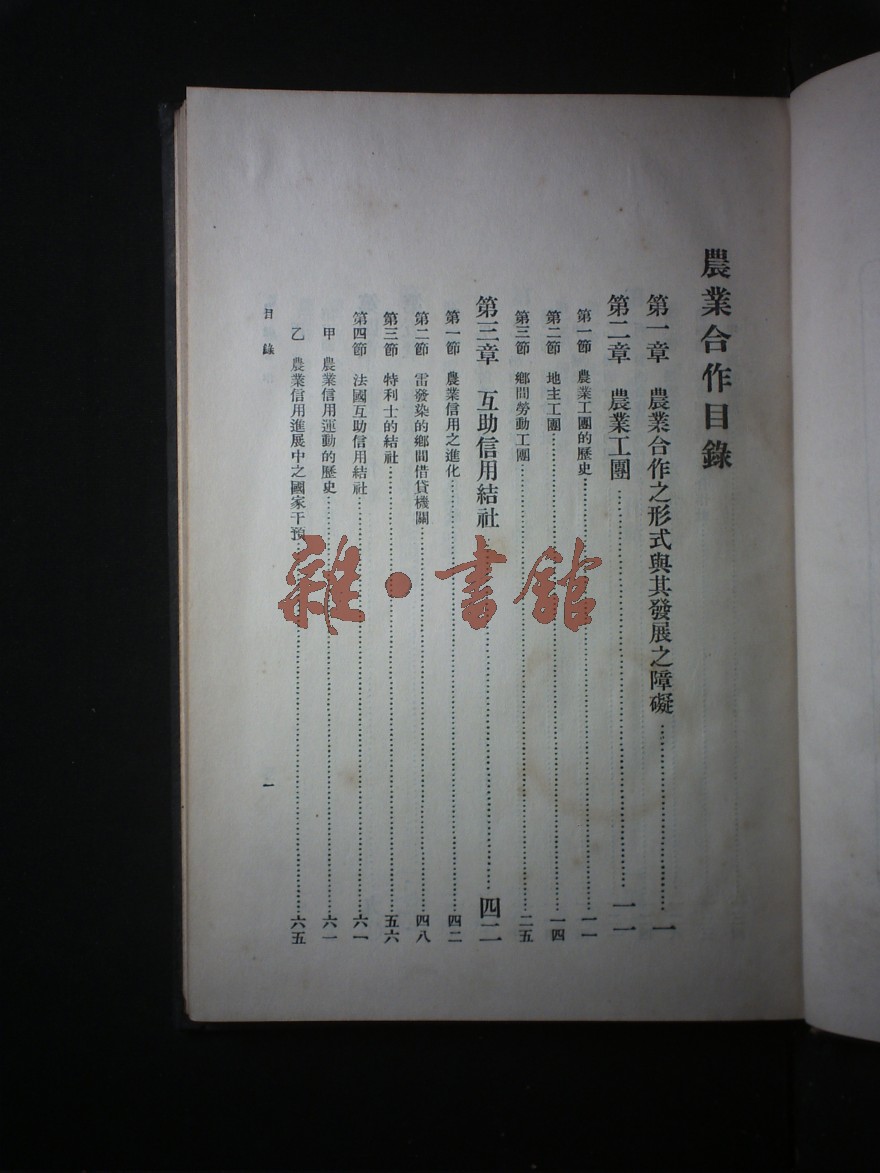 農業合作目錄
第一章　農業合作之形式與其發展之障礙……一
第二章　農業工團……一一
第一節　農業工團的歷史……一一
第二節　地主工團……一四
第三節　鄉間勞動工團……二五
第三章　互助信用結社……四二
第一節　農業信用之進化……四二
第二節　雷發巽的鄉間借貸機關……四八
第三節　特利士的結社……五六
第四節　法國互助信用結社……六一
甲　農業信用運動的歷史……六一
乙　農業信用進展中之國家干預……六五
目錄
一
雜·書館